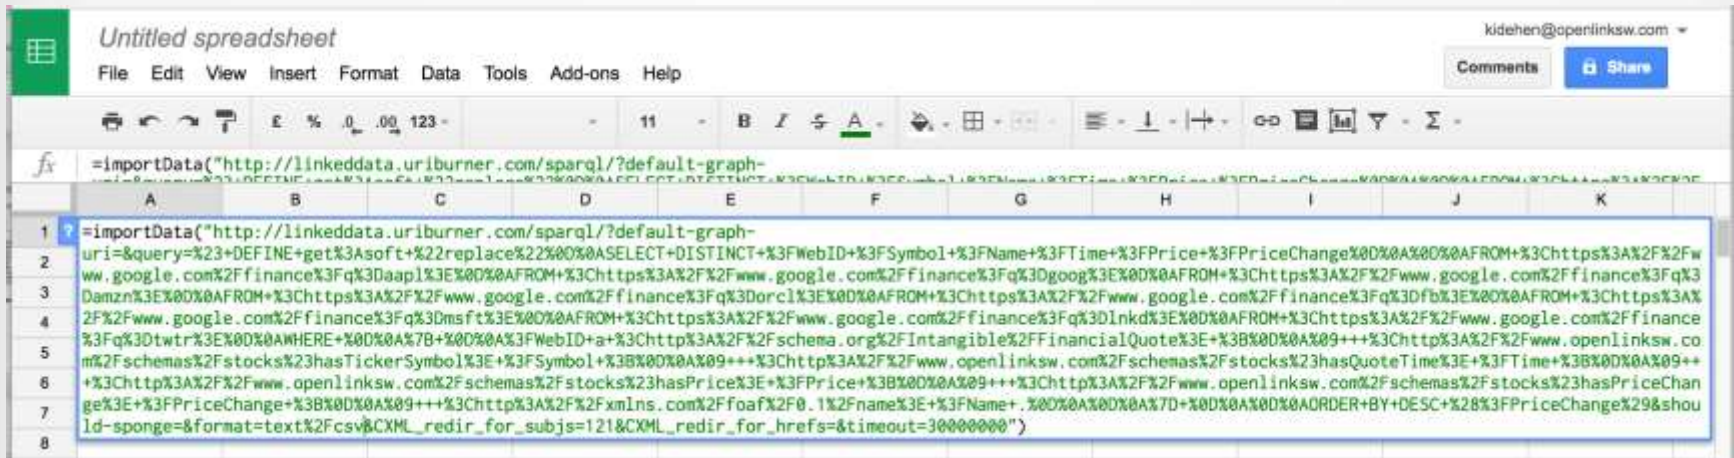 Untitled spreadsheet
kidehen@openlinksw.com
File Edit View Insert Format Data Tools Add-ons Help
Comments
Share
£ % .0 .00 123 11 B I S A Σ
fx =importData("http://linkeddata.uriburner.com/sparql/?default-graph-
A B C D E F G H I J K
1 ? =importData("http://linkeddata.uriburner.com/sparql/?default-graph-
uri=&query=%23+DEFINE+get%3Asoft+%22replace%22%0D%0ASELECT+DISTINCT+%3FWebID+%3FSymbol+%3FName+%3FTime+%3FPrice+%3FPriceChange%0D%0A%0D%0AFROM+%3Chttps%3A%2F%2Fw
2 ww.google.com%2Ffinance%3Fq%3Daapl%3E%0D%0AFROM+%3Chttps%3A%2F%2Fwww.google.com%2Ffinance%3Fq%3Dgoog%3E%0D%0AFROM+%3Chttps%3A%2F%2Fwww.google.com%2Ffinance%3Fq%3
3 Damzn%3E%0D%0AFROM+%3Chttps%3A%2F%2Fwww.google.com%2Ffinance%3Fq%3Dorcl%3E%0D%0AFROM+%3Chttps%3A%2F%2Fwww.google.com%2Ffinance%3Fq%3Dfb%3E%0D%0AFROM+%3Chttps%3A%
4 2F%2Fwww.google.com%2Ffinance%3Fq%3Dmsft%3E%0D%0AFROM+%3Chttps%3A%2F%2Fwww.google.com%2Ffinance%3Fq%3Dlnkd%3E%0D%0AFROM+%3Chttps%3A%2F%2Fwww.google.com%2Ffinance
%3Fq%3Dtwtr%3E%0D%0AWHERE+%0D%0A%7B+%0D%0A%3FWebID+a+%3Chttp%3A%2F%2Fschema.org%2FIntangible%2FFinancialQuote%3E+%3B%0D%0A%09+++%3Chttp%3A%2F%2Fwww.openlinksw.co
5 m%2Fschemas%2Fstocks%23hasTickerSymbol%3E+%3FSymbol+%3B%0D%0A%09+++%3Chttp%3A%2F%2Fwww.openlinksw.com%2Fschemas%2Fstocks%23hasQuoteTime%3E+%3FTime+%3B%0D%0A%09++
6 +%3Chttp%3A%2F%2Fwww.openlinksw.com%2Fschemas%2Fstocks%23hasPrice%3E+%3FPrice+%3B%0D%0A%09+++%3Chttp%3A%2F%2Fwww.openlinksw.com%2Fschemas%2Fstocks%23hasPriceChan
7 ge%3E+%3FPriceChange+%3B%0D%0A%09+++%3Chttp%3A%2F%2Fxmlns.com%2Ffoaf%2F0.1%2Fname%3E+%3FName+.%0D%0A%0D%0A%7D+%0D%0A%0D%0AORDER+BY+DESC+%28%3FPriceChange%29&shou
ld-sponge=&format=text%2Fcsv&CXML_redir_for_subjs=121&CXML_redir_for_hrefs=&timeout=30000000")
8